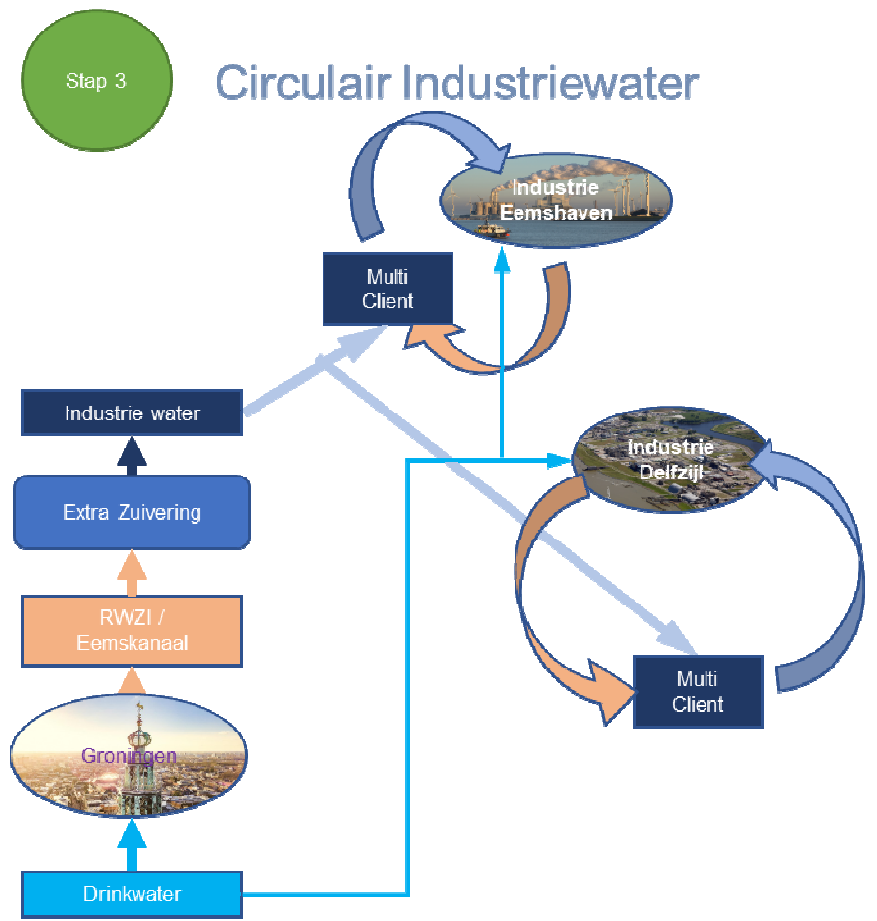 Stap 3
Circulair Industriewater
Industrie
Eemshaven
Multi
Client
Industrie water
Industrie
Delfzijl
Extra Zuivering
RWZI /
Eemskanaal
Multi
Client
Groningen
Drinkwater